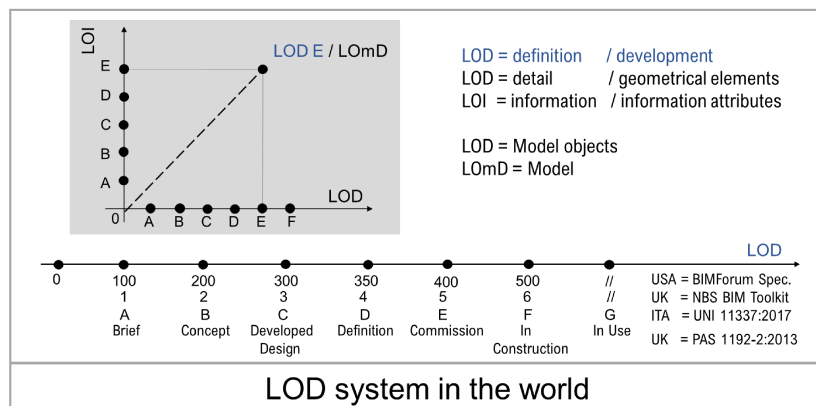 LOI
LOD E / LOmD
E
D
C
B
A
0
A B C D E F
LOD
LOD = definition / development
LOD = detail / geometrical elements
LOI = information / information attributes
LOD = Model objects
LOmD = Model
LOD
0 100 200 300 350 400 500 // USA = BIMForum Spec.
1 2 3 4 5 6 // UK = NBS BIM Toolkit
A B C D E F G ITA = UNI 11337:2017
Brief Concept Developed Definition Commission In In Use UK = PAS 1192-2:2013
Design Construction
LOD system in the world